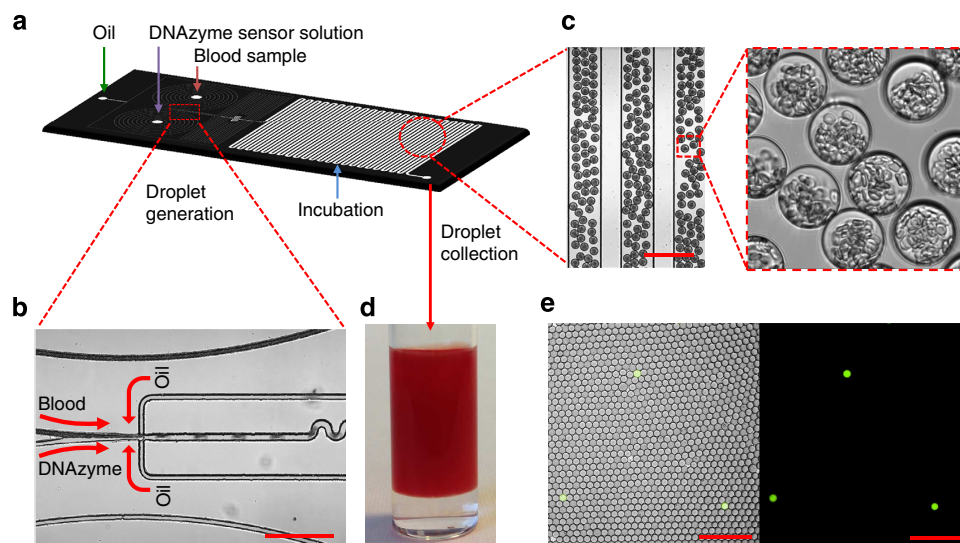 a
Oil
DNAzyme sensor solution
Blood sample
Droplet
generation
Incubation
Droplet
collection
c
b
Blood
DNAzyme
Oil
Oil
d
e